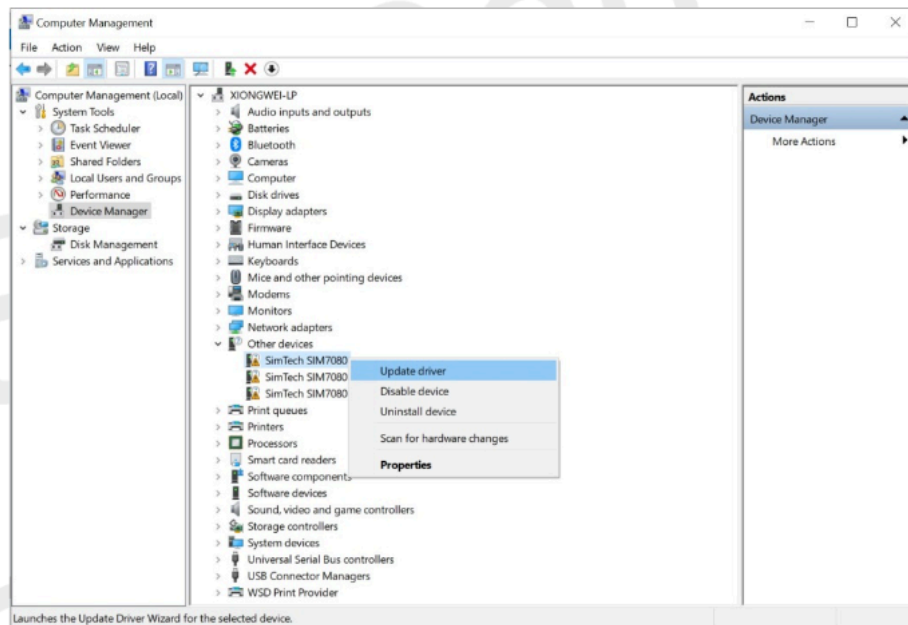 Computer Management
File Action View Help
Computer Management (Local)
System Tools
Task Scheduler
Event Viewer
Shared Folders
Local Users and Groups
Performance
Device Manager
Storage
Disk Management
Services and Applications
XIONGWEI-LP
Audio inputs and outputs
Batteries
Bluetooth
Cameras
Computer
Disk drives
Display adapters
Firmware
Human Interface Devices
Keyboards
Mice and other pointing devices
Modems
Monitors
Network adapters
Other devices
SimTech SIM7080
SimTech SIM7080
SimTech SIM7080
Print queues
Printers
Processors
Smart card readers
Software components
Software devices
Sound, video and game controllers
Storage controllers
System devices
Universal Serial Bus controllers
USB Connector Managers
WSD Print Provider
Update driver
Disable device
Uninstall device
Scan for hardware changes
Properties
Actions
Device Manager
More Actions
Launches the Update Driver Wizard for the selected device.